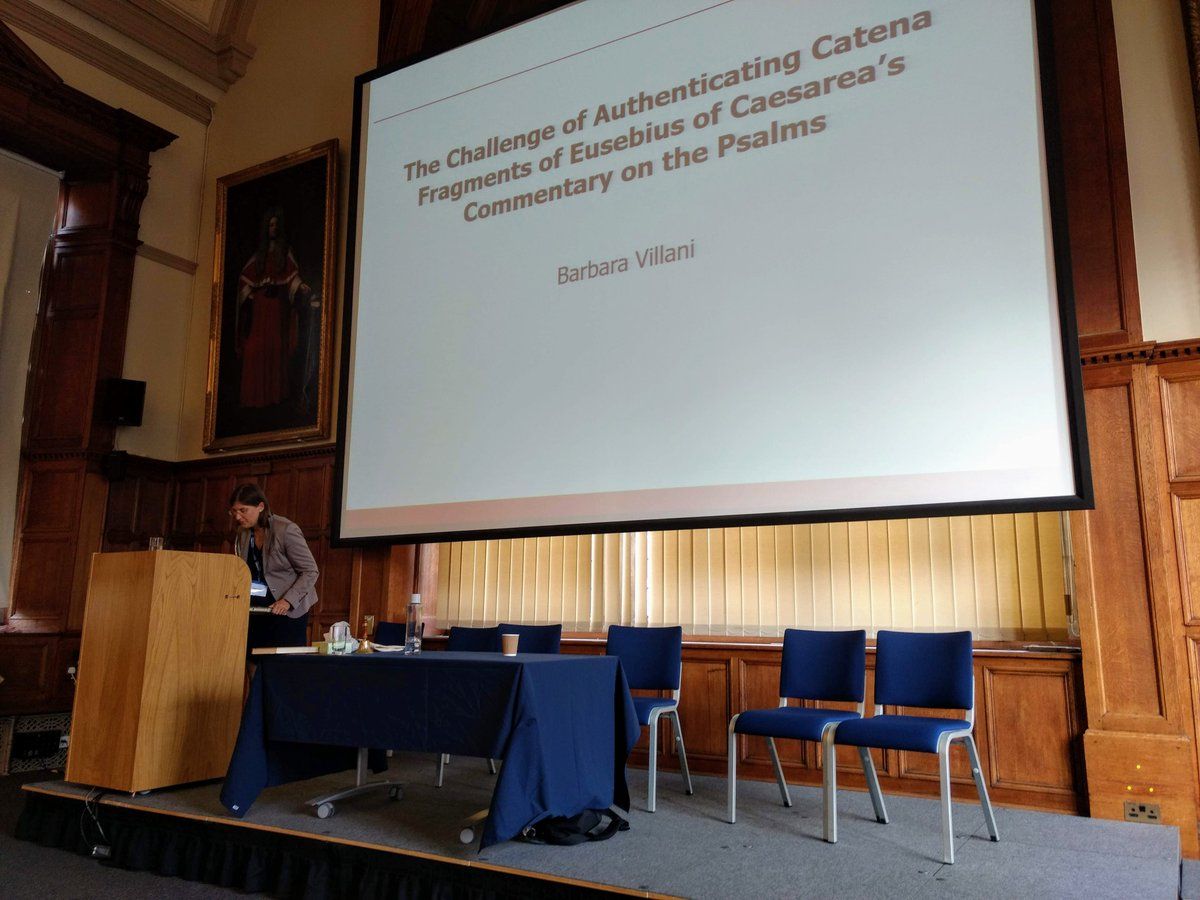 The Challenge of Authenticating Catena
Fragments of Eusebius of Caesarea’s
Commentary on the Psalms
Barbara Villani